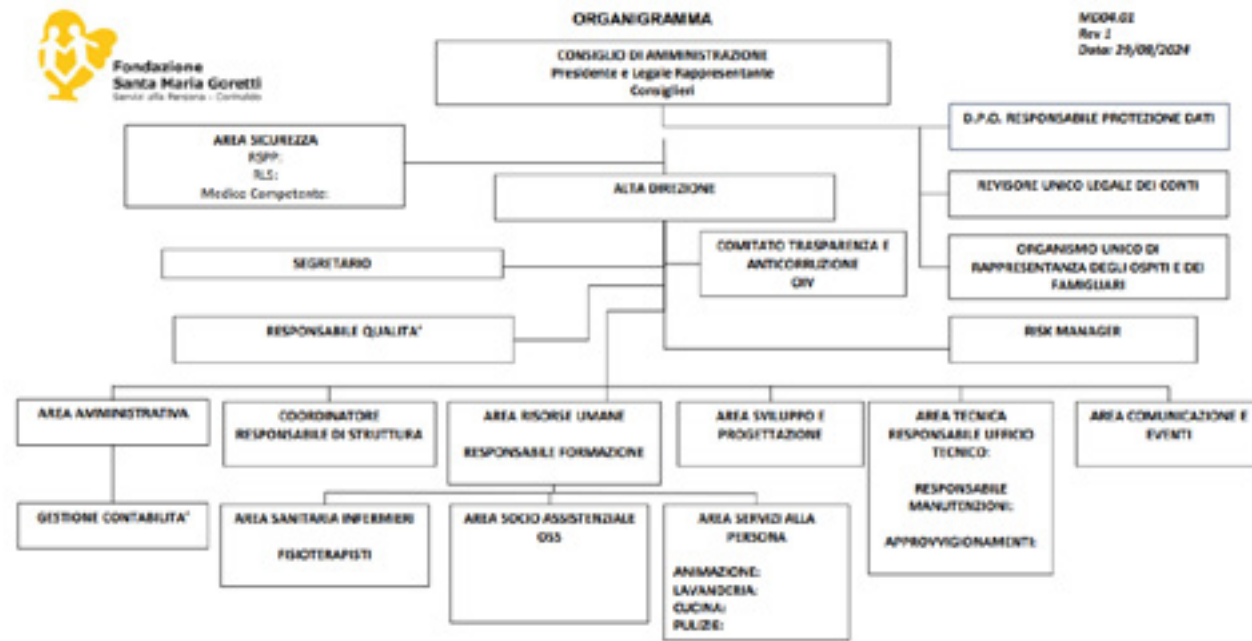 ORGANIGRAMMA
MD04.01
Rev 1
Data: 29/08/2024
Fondazione
Santa Maria Goretti
Servizi alla Persona - Corinaldo
CONSIGLIO DI AMMINISTRAZIONE
Presidente e Legale Rappresentante
Consiglieri
D.P.O. RESPONSABILE PROTEZIONE DATI
AREA SICUREZZA
RSPP:
RLS:
Medico Competente:
ALTA DIREZIONE
REVISORE UNICO LEGALE DEI CONTI
SEGRETARIO
COMITATO TRASPARENZA E
ANTICORRUZIONE
OIV
ORGANISMO UNICO DI
RAPPRESENTANZA DEGLI OSPITI E DEI
FAMIGLIARI
RESPONSABILE QUALITA'
RISK MANAGER
AREA AMMINISTRATIVA
COORDINATORE
RESPONSABILE DI STRUTTURA
AREA RISORSE UMANE
RESPONSABILE FORMAZIONE
AREA SVILUPPO E
PROGETTAZIONE
AREA TECNICA
RESPONSABILE UFFICIO
TECNICO:
RESPONSABILE
MANUTENZIONI:
APPROVVIGIONAMENTI:
AREA COMUNICAZIONE E
EVENTI
GESTIONE CONTABILITA'
AREA SANITARIA INFERMIERI
FISIOTERAPISTI
AREA SOCIO ASSISTENZIALE
OSS
AREA SERVIZI ALLA
PERSONA
ANIMAZIONE:
LAVANDERIA:
CUCINA:
PULIZIE: